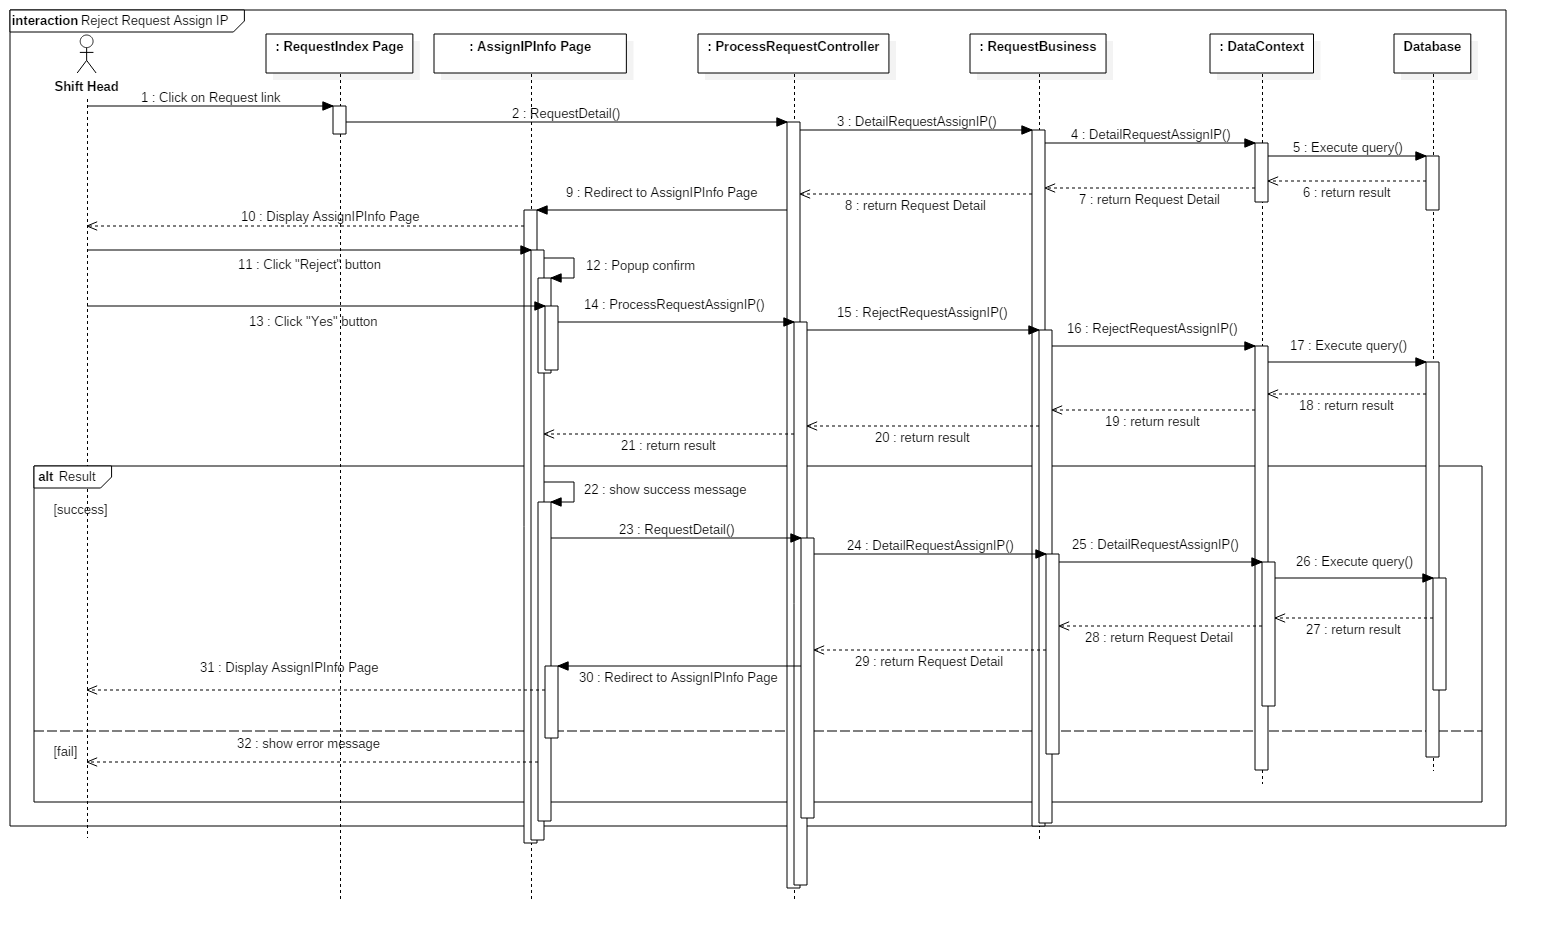 interaction Reject Request Assign IP
Shift Head
: RequestIndex Page
: AssignIPInfo Page
: ProcessRequestController
: RequestBusiness
: DataContext
Database
1 : Click on Request link
2 : RequestDetail()
3 : DetailRequestAssignIP()
4 : DetailRequestAssignIP()
5 : Execute query()
6 : return result
7 : return Request Detail
8 : return Request Detail
9 : Redirect to AssignIPInfo Page
10 : Display AssignIPInfo Page
11 : Click "Reject" button
12 : Popup confirm
13 : Click "Yes" button
14 : ProcessRequestAssignIP()
15 : RejectRequestAssignIP()
16 : RejectRequestAssignIP()
17 : Execute query()
18 : return result
19 : return result
20 : return result
21 : return result
alt Result
[success]
22 : show success message
23 : RequestDetail()
24 : DetailRequestAssignIP()
25 : DetailRequestAssignIP()
26 : Execute query()
27 : return result
28 : return Request Detail
29 : return Request Detail
30 : Redirect to AssignIPInfo Page
31 : Display AssignIPInfo Page
[fail]
32 : show error message